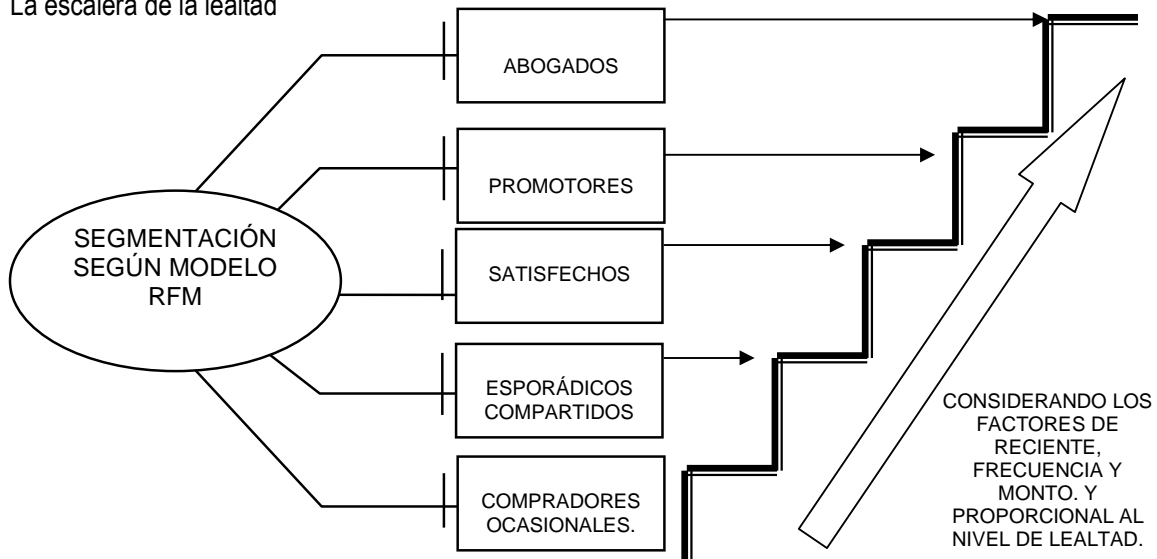 La escalera de la lealtad
ABOGADOS
PROMOTORES
SEGMENTACIÓN
SEGÚN MODELO
RFM
SATISFECHOS
ESPORÁDICOS
COMPARTIDOS
COMPRADORES
OCASIONALES.
CONSIDERANDO LOS
FACTORES DE
RECIENTE,
FRECUENCIA Y
MONTO. Y
PROPORCIONAL AL
NIVEL DE LEALTAD.